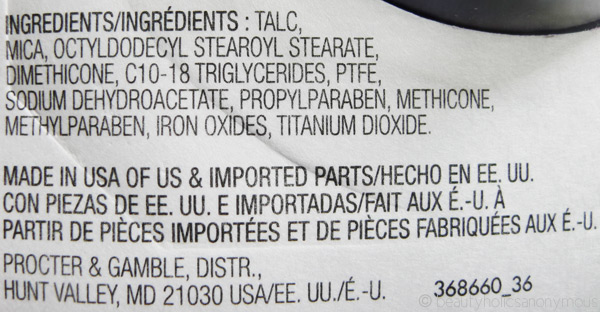 INGREDIENTS/INGRÉDIENTS : TALC,
MICA, OCTYLDODECYL STEAROYL STEARATE,
DIMETHICONE, C10-18 TRIGLYCERIDES, PTFE,
SODIUM DEHYDROACETATE, PROPYLPARABEN, METHICONE,
METHYLPARABEN, IRON OXIDES, TITANIUM DIOXIDE.
MADE IN USA OF US & IMPORTED PARTS/HECHO EN EE. UU.
CON PIEZAS DE EE. UU. E IMPORTADAS/FAIT AUX É.-U. À
PARTIR DE PIÈCES IMPORTÉES ET DE PIÈCES FABRIQUÉES AUX É.-U.
PROCTER & GAMBLE, DISTR.,
HUNT VALLEY, MD 21030 USA/EE. UU./É.-U. 368660_36
© beautyholicsanonymous